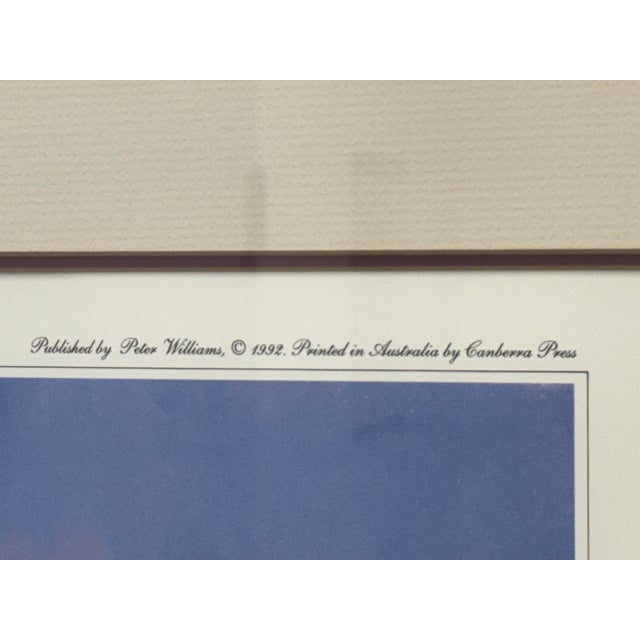 Published by Peter Williams, © 1992. Printed in Australia by Canberra Press